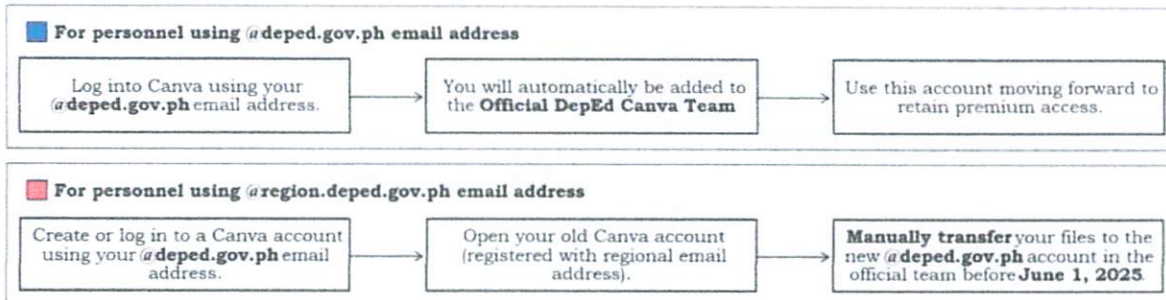 For personnel using @deped.gov.ph email address
Log into Canva using your
@deped.gov.ph email address.
You will automatically be added to
the Official DepEd Canva Team
Use this account moving forward to
retain premium access.
For personnel using @region.deped.gov.ph email address
Create or log in to a Canva account
using your @deped.gov.ph email
address.
Open your old Canva account
(registered with regional email
address).
Manually transfer your files to the
new @deped.gov.ph account in the
official team before June 1, 2025.